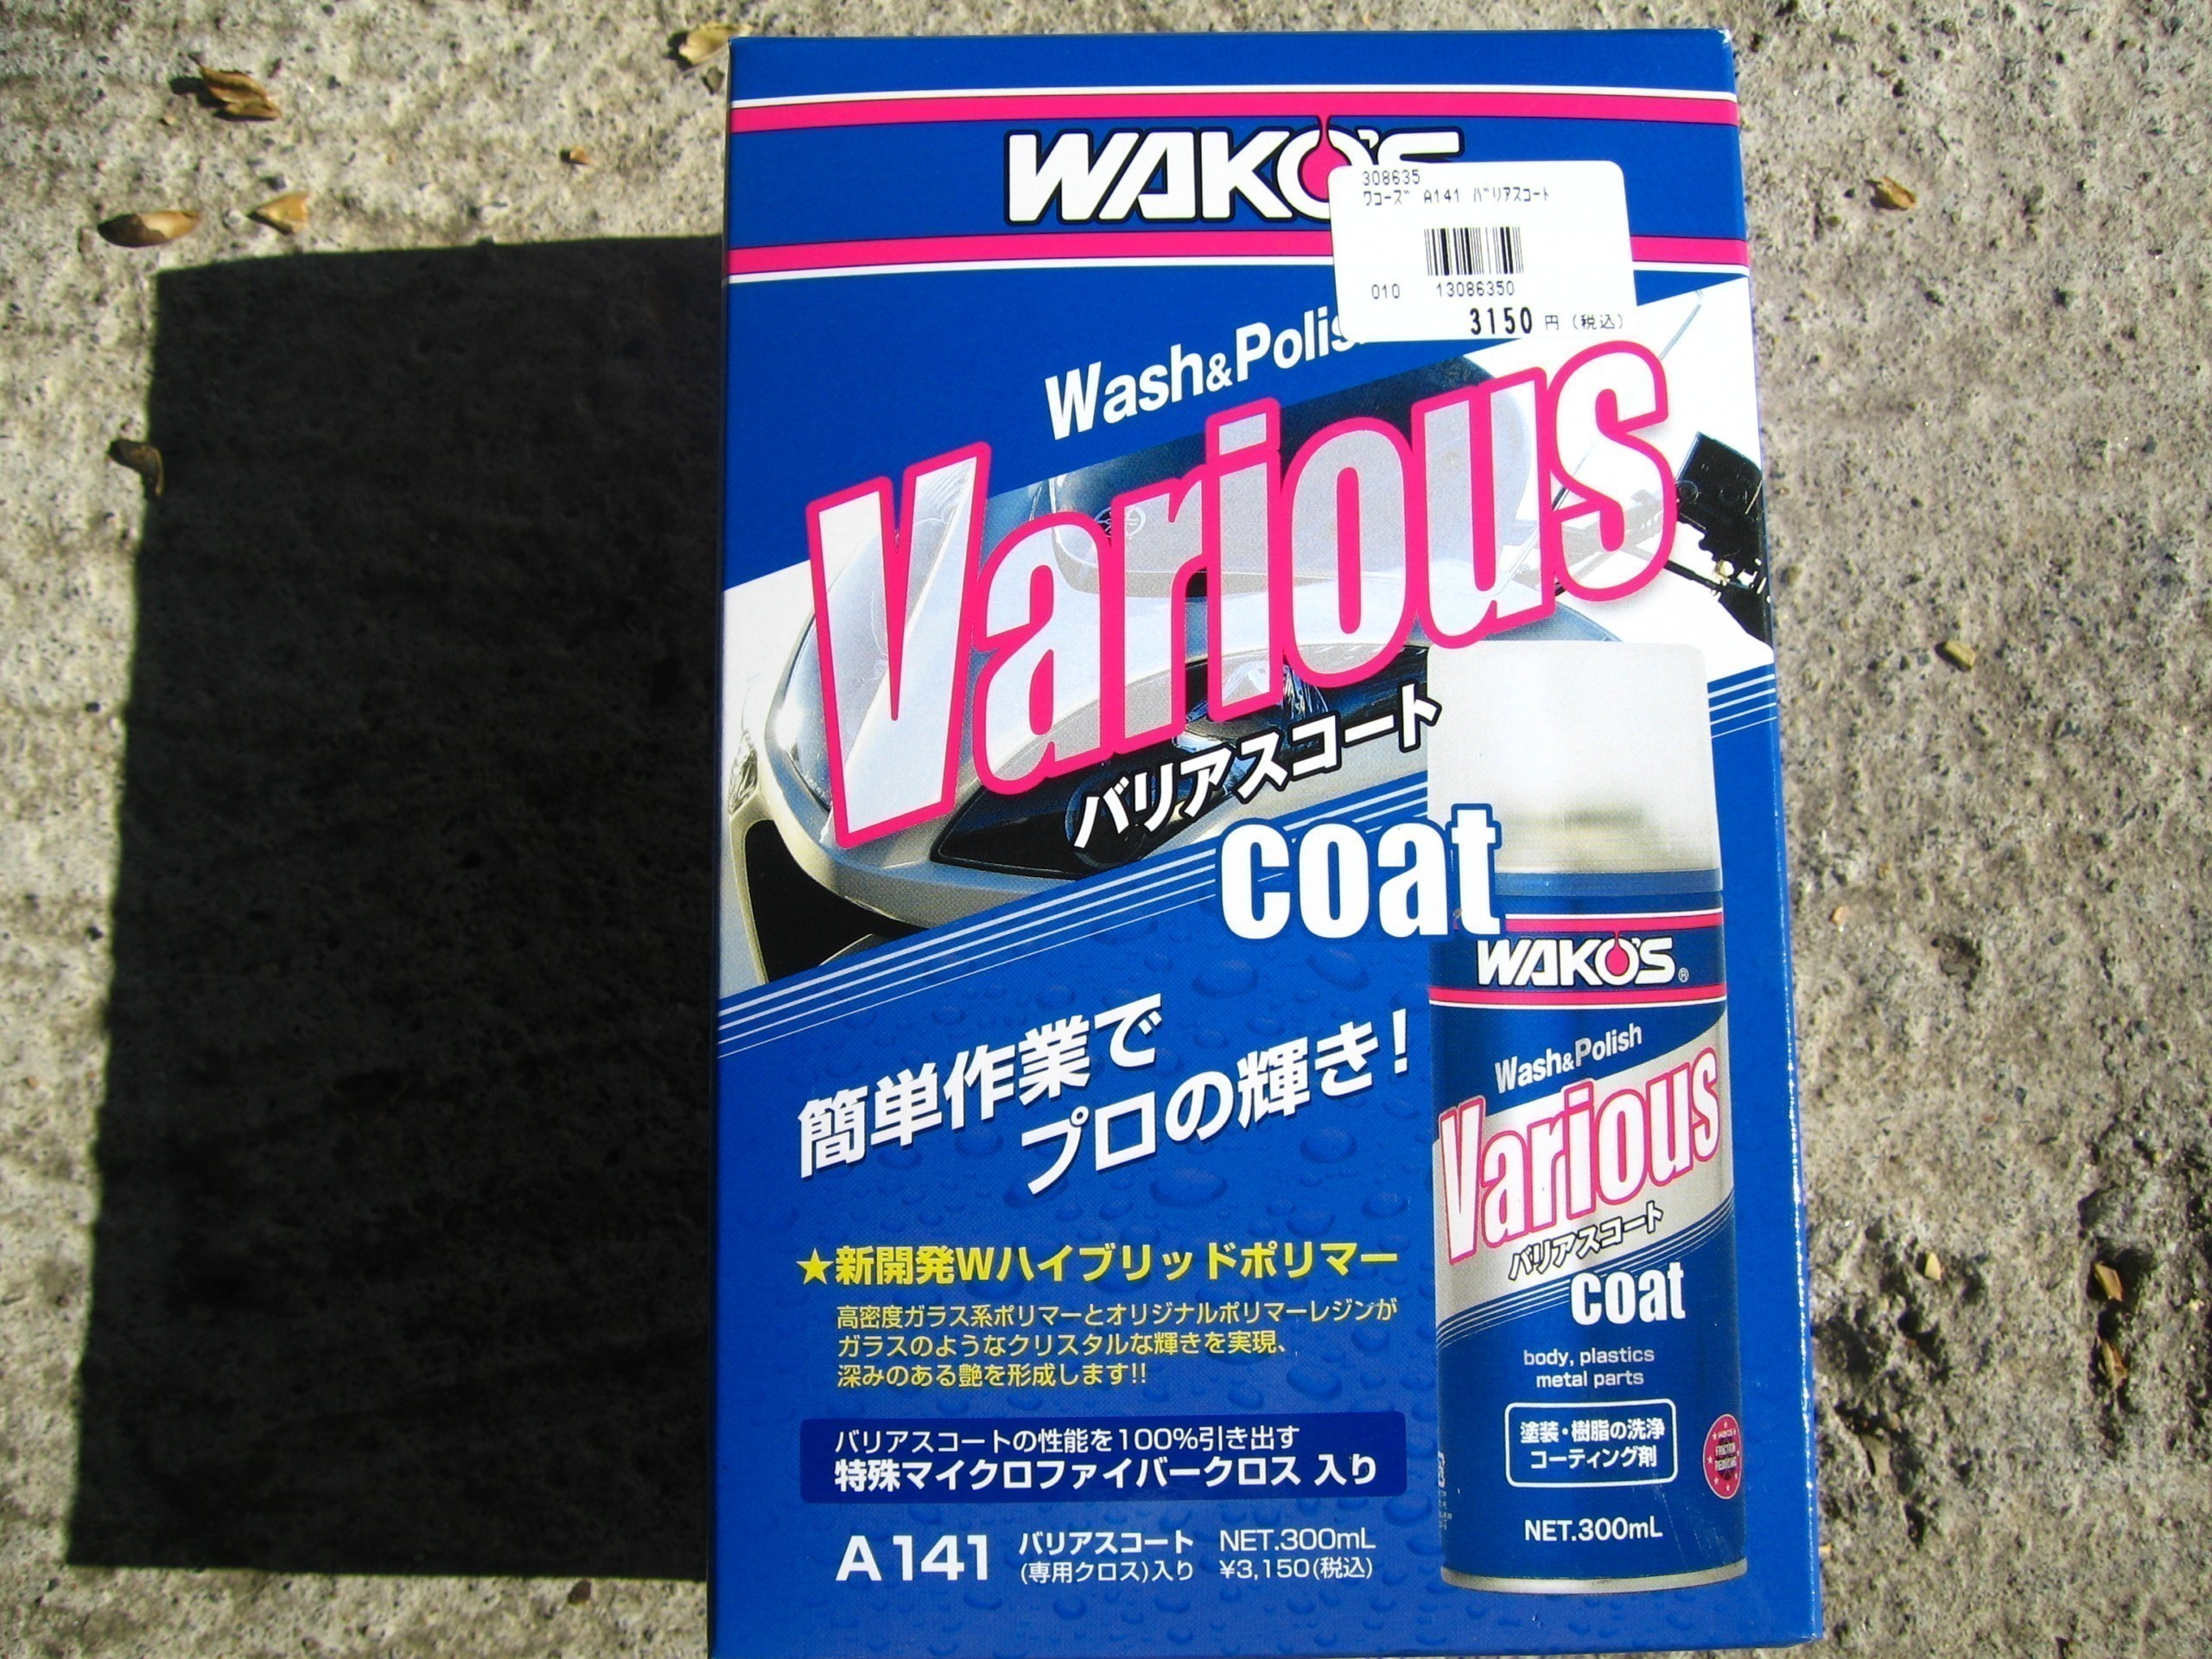 WAKO'S
308635
ワコーズ A141 バリアスコート
010 13086350
3150 円(税込)
Wash&Polis
Various
バリアスコート
coat
簡単作業で
プロの輝き!
★新開発Wハイブリッドポリマー
高密度ガラス系ポリマーとオリジナルポリマーレジンが
ガラスのようなクリスタルな輝きを実現、
深みのある艶を形成します!!
バリアスコートの性能を100%引き出す
特殊マイクロファイバークロス 入り
A141
バリアスコート NET.300mL
(専用クロス)入り ¥3,150(税込)
WAKO'S®
Wash&Polish
Various
バリアスコート
coat
body, plastics
metal parts
塗装・樹脂の洗浄
コーティング剤
NET.300mL